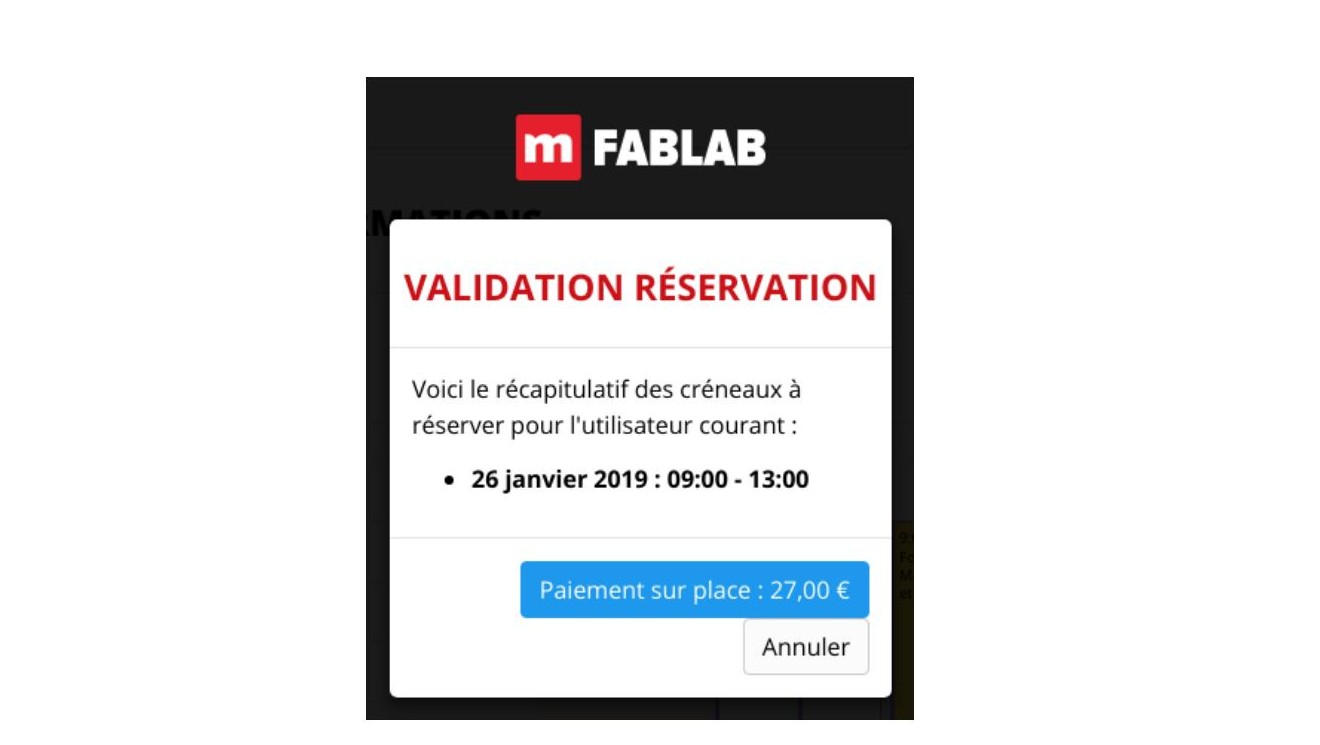 m FABLAB
RMATIONS
VALIDATION RÉSERVATION
Voici le récapitulatif des créneaux à
réserver pour l'utilisateur courant :
• 26 janvier 2019 : 09:00 - 13:00
Paiement sur place : 27,00 €
Annuler